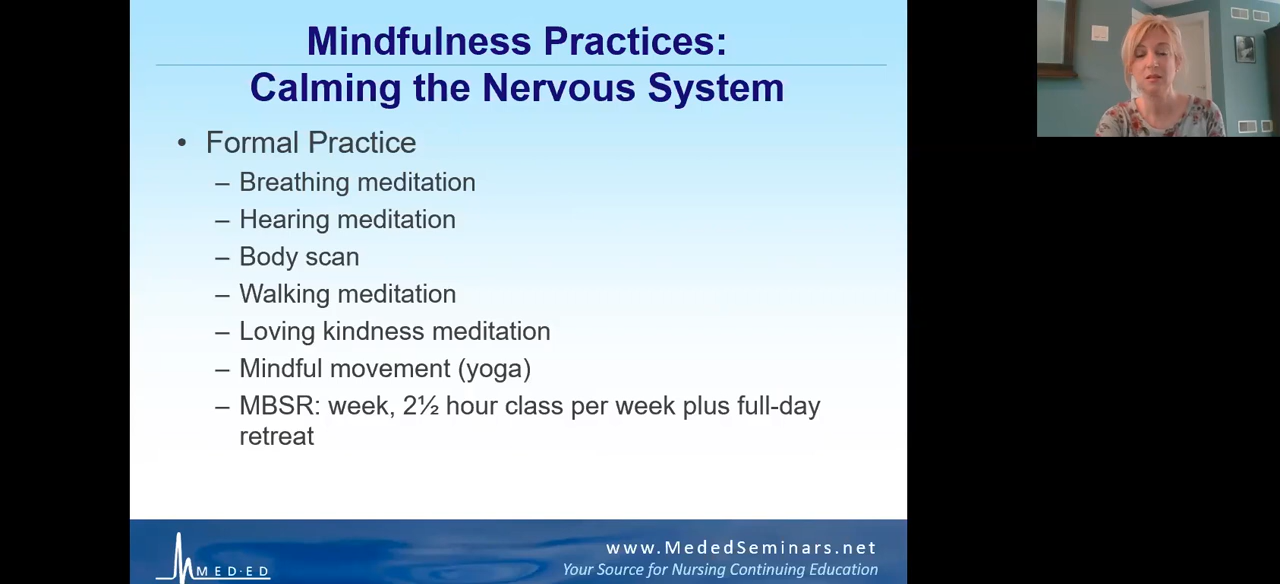 Mindfulness Practices:
Calming the Nervous System
• Formal Practice
– Breathing meditation
– Hearing meditation
– Body scan
– Walking meditation
– Loving kindness meditation
– Mindful movement (yoga)
– MBSR: week, 2½ hour class per week plus full-day
retreat
MED·ED
www.MededSeminars.net
Your Source for Nursing Continuing Education